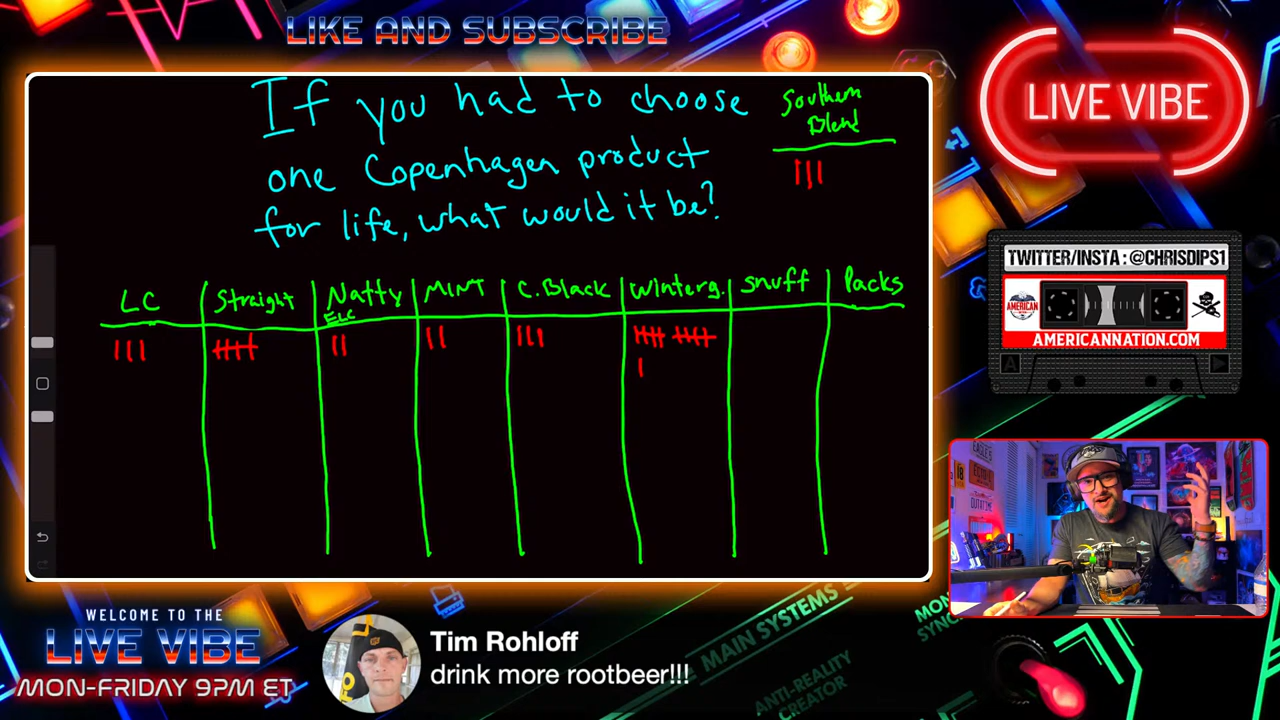 LIKE AND SUBSCRIBE
If you had to choose
one Copenhagen product
for life, what would it be?
Southern
Blend
LC
Straight
Natty
ELC
MINT
C Black
Winterg.
Snuff
Packs
LIVE VIBE
TWITTER/INSTA : @CHRISDIPS1
AMERICANNATION.COM
A
WELCOME TO THE
LIVE VIBE
MON-FRIDAY 9PM ET
Tim Rohloff
drink more rootbeer!!!
MAIN SYSTEMS
ANTI-REALITY
CREATOR